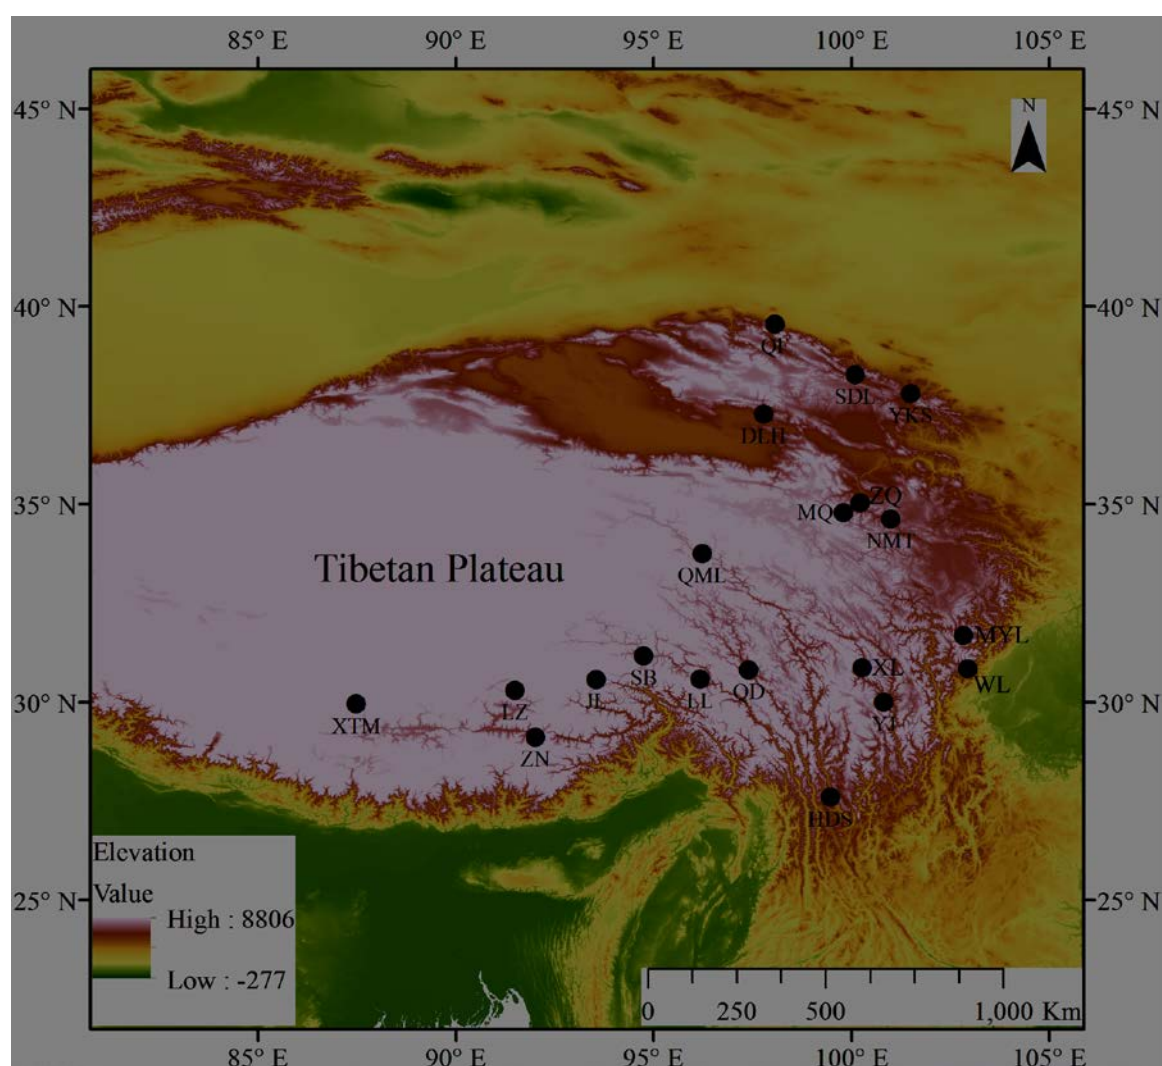 85° E 90° E 95° E 100° E 105° E
45° N 45° N
N
40° N 40° N
QF
SDL
YKS
DLH
35° N ZQ 35° N
MQ
NMT
Tibetan Plateau QML
MYL
XL
SB WL
JL LL QD
30° N LZ YJ 30° N
XTM
ZN
HDS
Elevation
Value
25° N High : 8806 25° N
Low : -277
0 250 500 1,000 Km
85° E 90° E 95° E 100° E 105° E